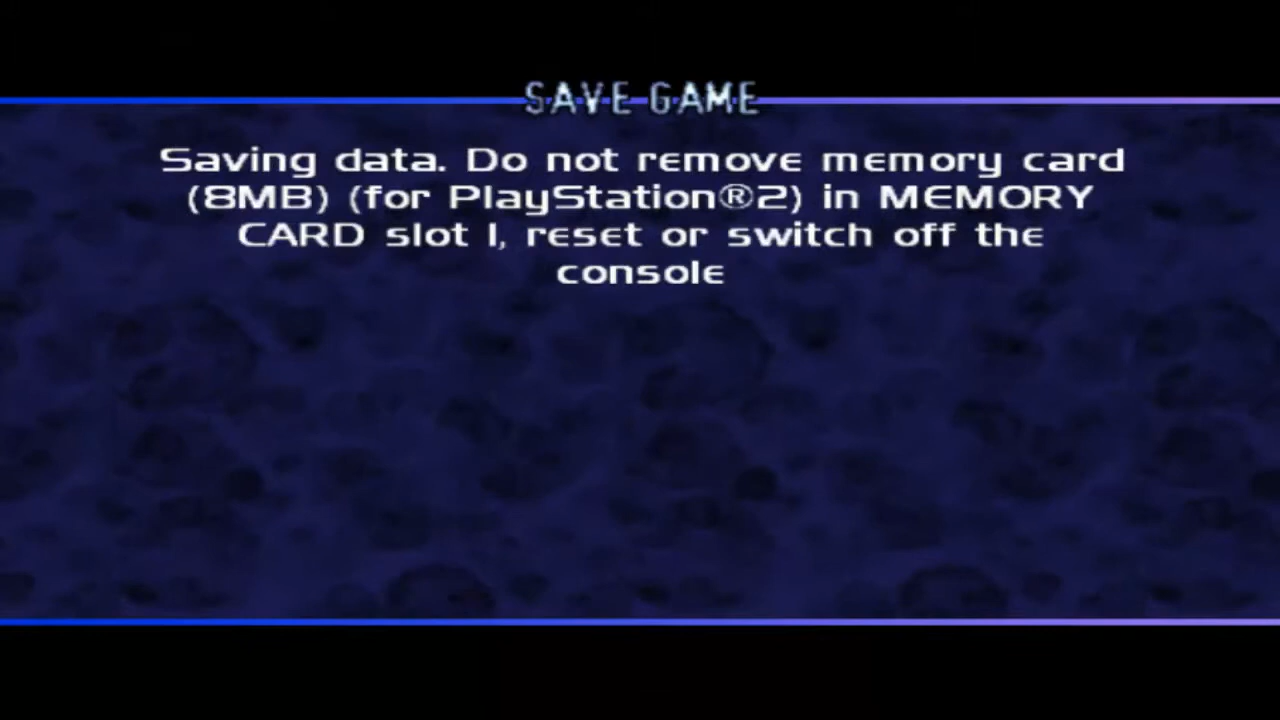 SAVE GAME
Saving data. Do not remove memory card
(8MB) (for PlayStation®2) in MEMORY
CARD slot 1, reset or switch off the
console